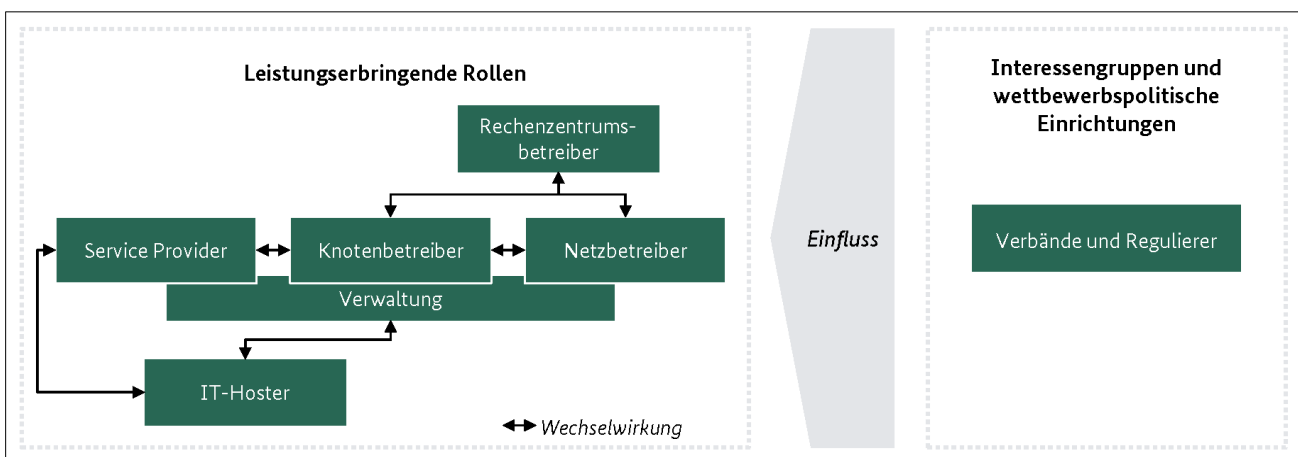 Leistungserbringende Rollen
Rechenzentrums-
betreiber
Service Provider
Knotenbetreiber
Netzbetreiber
Verwaltung
IT-Hoster
Wechselwirkung
Einfluss
Interessengruppen und
wettbewerbspolitische
Einrichtungen
Verbände und Regulierer